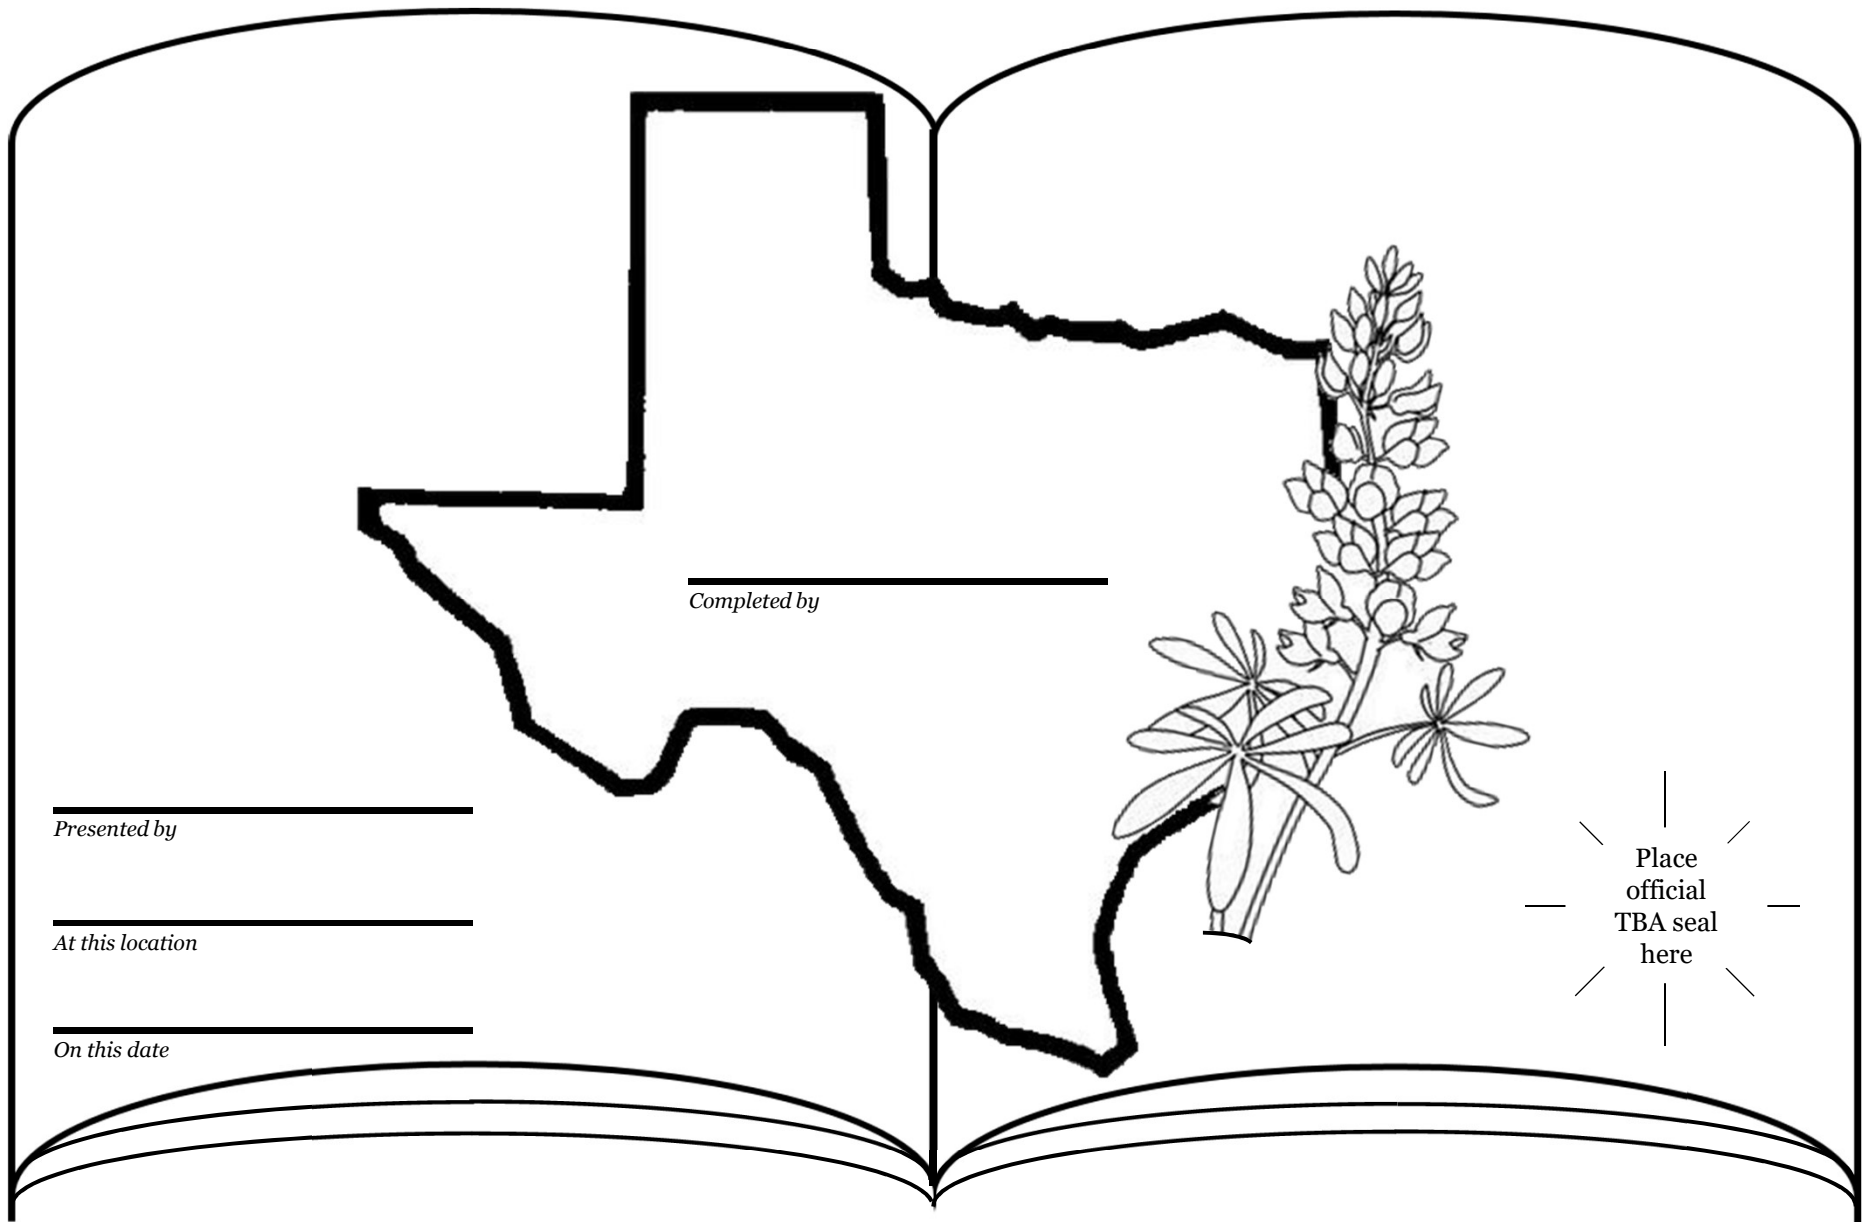 Completed by
Presented by
At this location
On this date
Place
official
TBA seal
here